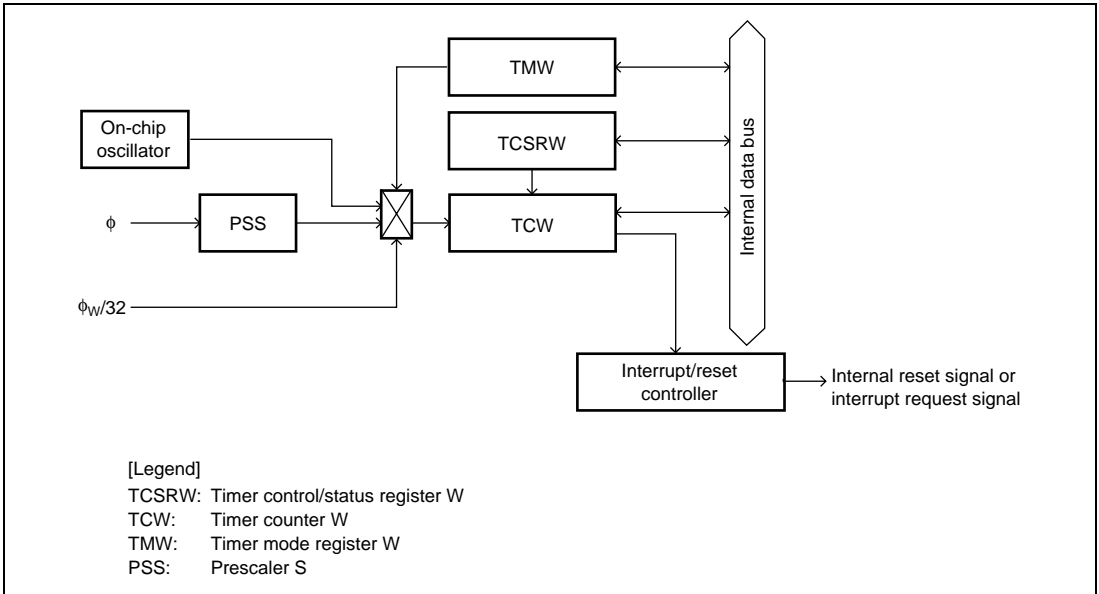 TMW
On-chip
oscillator
TCSRW
Internal data bus
ϕ
PSS
TCW
ϕW/32
Interrupt/reset
controller
Internal reset signal or
interrupt request signal
[Legend]
TCSRW: Timer control/status register W
TCW: Timer counter W
TMW: Timer mode register W
PSS: Prescaler S